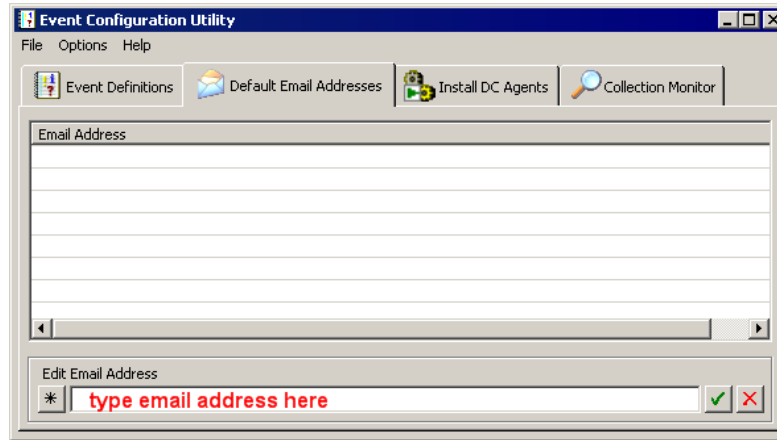 Event Configuration Utility
File Options Help
Event Definitions Default Email Addresses Install DC Agents Collection Monitor
Email Address
Edit Email Address
* type email address here